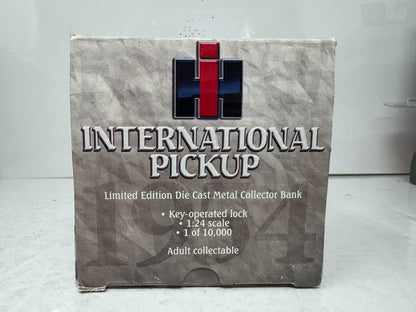 IH
INTERNATIONAL
PICKUP
Limited Edition Die Cast Metal Collector Bank
• Key-operated lock
• 1:24 scale
• 1 of 10,000
Adult collectable